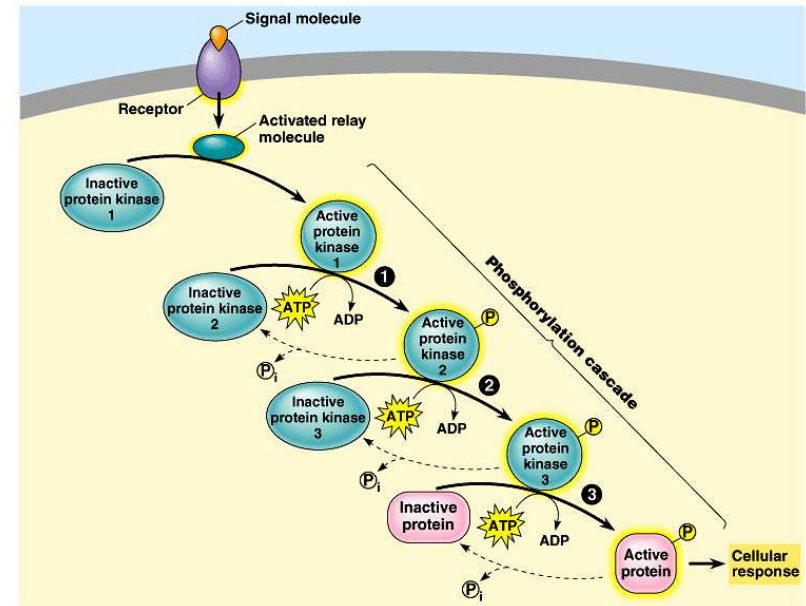 Signal molecule
Receptor
Activated relay
molecule
Inactive
protein kinase
1
Active
protein
kinase
1
Phosphorylation cascade
1
Inactive
protein kinase
2
ATP
ADP
P
Active
protein
kinase
2
Pi
2
Inactive
protein kinase
3
ATP
ADP
P
Active
protein
kinase
3
Pi
3
Inactive
protein
ATP
ADP
P
Active
protein
Cellular
response
Pi